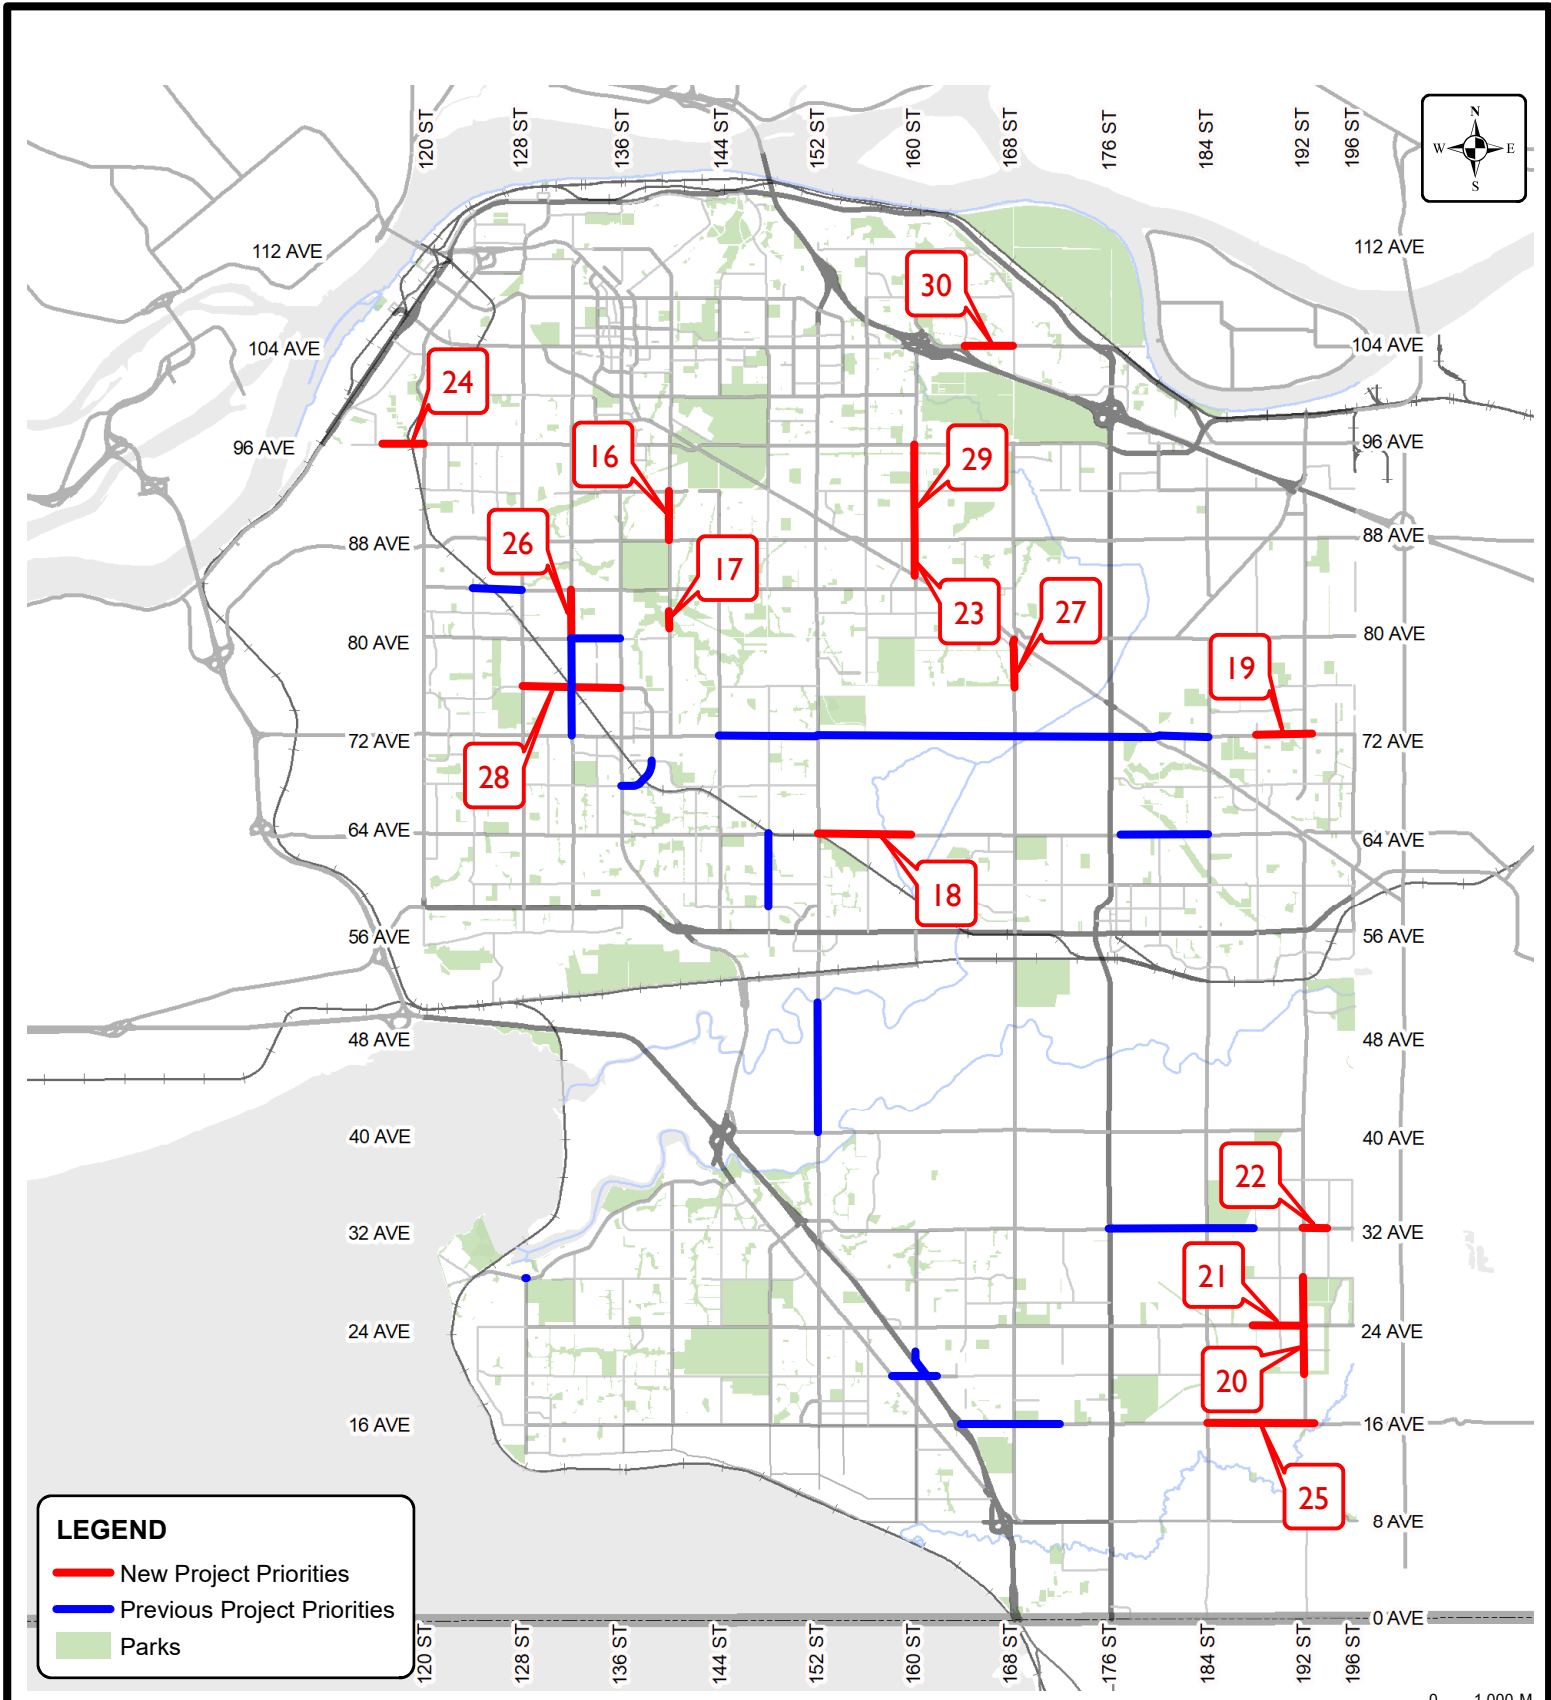 120 ST
128 ST
136 ST
144 ST
152 ST
160 ST
168 ST
176 ST
184 ST
192 ST
196 ST
N
W E
S
112 AVE
112 AVE
30
104 AVE
104 AVE
24
96 AVE
96 AVE
16
29
88 AVE
88 AVE
26
17
23
27
80 AVE
80 AVE
19
72 AVE
72 AVE
28
64 AVE
64 AVE
18
56 AVE
56 AVE
48 AVE
48 AVE
40 AVE
40 AVE
22
32 AVE
32 AVE
21
24 AVE
24 AVE
20
16 AVE
16 AVE
25
8 AVE
LEGEND
New Project Priorities
Previous Project Priorities
Parks
0 AVE
120 ST
128 ST
136 ST
144 ST
152 ST
160 ST
168 ST
176 ST
184 ST
192 ST
196 ST
0 1,000 M